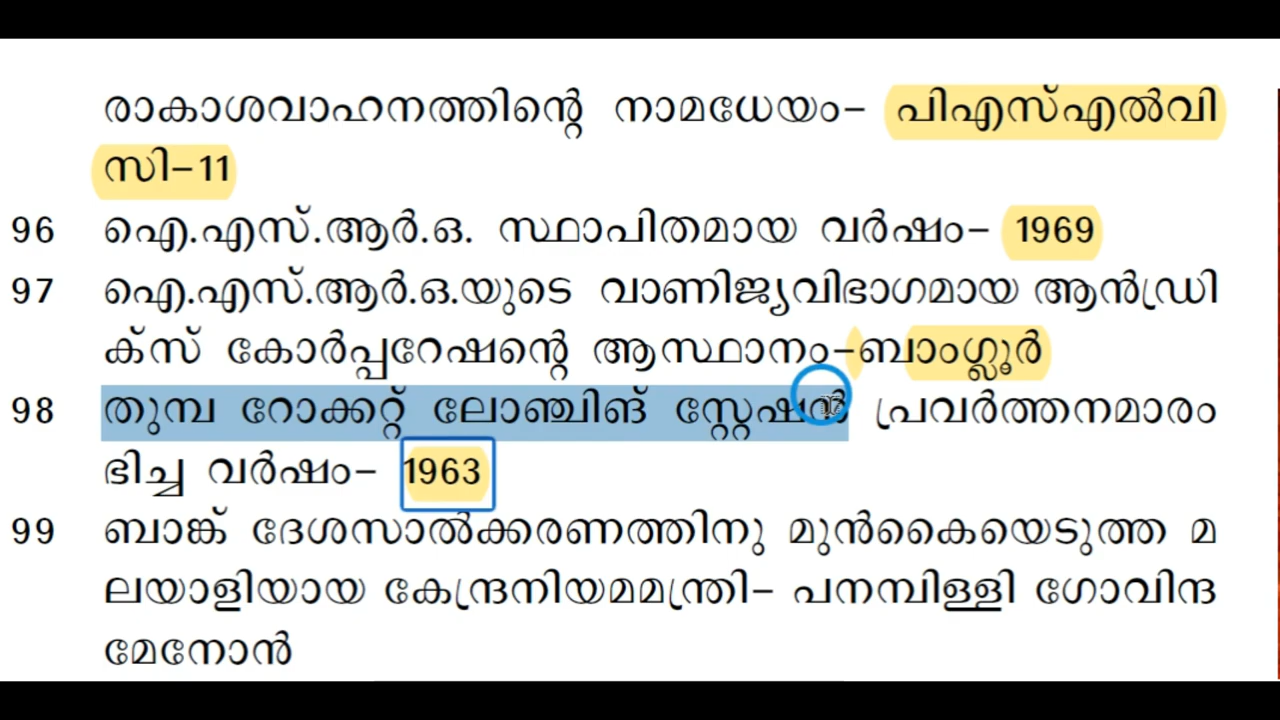 രാകാശവാഹനത്തിന്റെ നാമധേയം- പിഎസ്എൽവി
സി-11
96 ഐ.എസ്.ആർ.ഒ. സ്ഥാപിതമായ വർഷം- 1969
97 ഐ.എസ്.ആർ.ഒ.യുടെ വാണിജ്യവിഭാഗമായ ആൻഡ്രി
ക്സ് കോർപ്പറേഷന്റെ ആസ്ഥാനം-ബാംഗ്ലൂർ
98 തുമ്പ റോക്കറ്റ് ലോഞ്ചിങ് സ്റ്റേഷൻ പ്രവർത്തനമാരം
ഭിച്ച വർഷം- 1963
99 ബാങ്ക് ദേശസാൽക്കരണത്തിനു മുൻകൈയെടുത്ത മ
ലയാളിയായ കേന്ദ്രനിയമമന്ത്രി- പനമ്പിള്ളി ഗോവിന്ദ
മേനോൻ